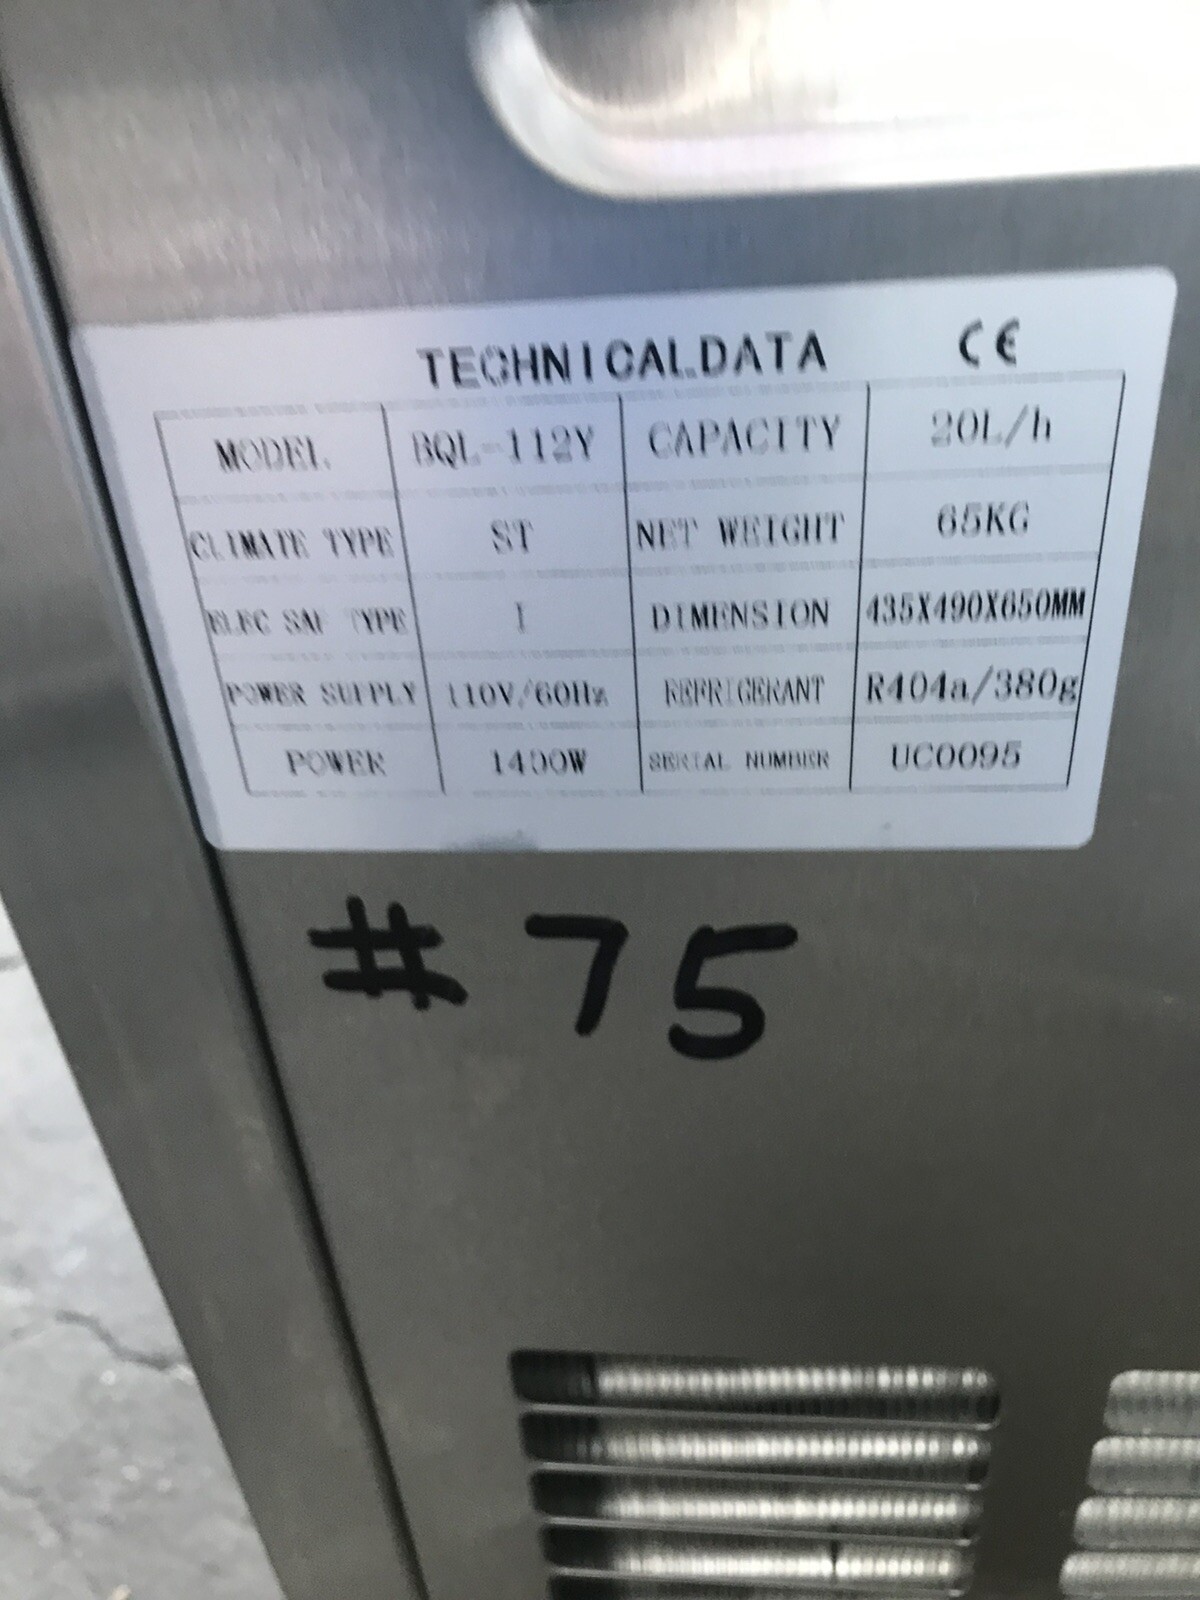 TECHNICALDATA CE
MODEL BQL-112Y CAPACITY 20L/h
CLIMATE TYPE ST NET WEIGHT 65KG
ELEC SAF TYPE I DIMENSION 435X490X650MM
POWER SUPPLY 110V/60Hz REFRIGERANT R404a/380g
POWER 1400W SERIAL NUMBER UC0095
# 75